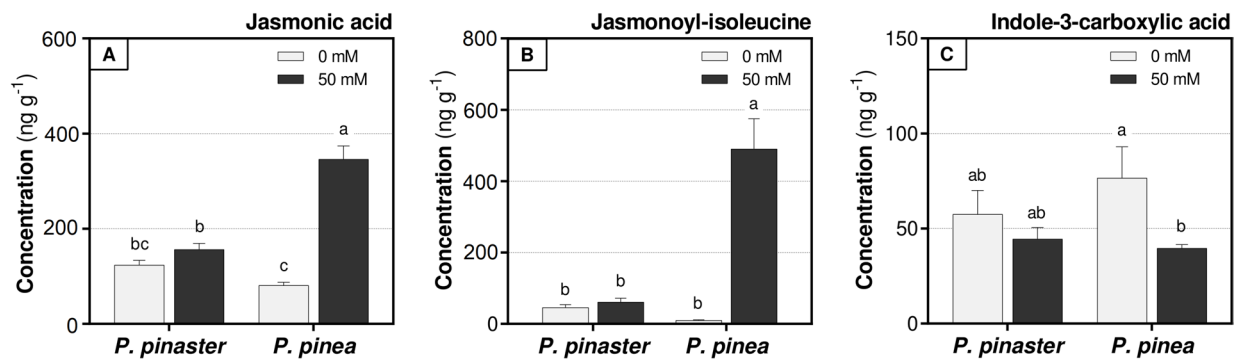 Jasmonic acid
A
0 mM
50 mM
Concentration (ng g-1)
600
400
200
0
bc
b
c
a
P. pinaster
P. pinea
Jasmonoyl-isoleucine
B
0 mM
50 mM
Concentration (ng g-1)
800
600
400
200
0
b
b
b
a
P. pinaster
P. pinea
Indole-3-carboxylic acid
C
0 mM
50 mM
Concentration (ng g-1)
150
100
50
0
ab
ab
a
b
P. pinaster
P. pinea